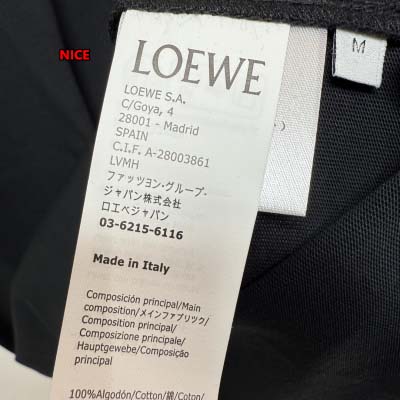 NICE
LOEWE
M
LOEWE S.A.
C/Goya, 4
28001 - Madrid
SPAIN
C.I.F. A-28003861
LVMH
ファッツョン・グループ-
ジャパン株式会社
ロエベジャパン
03-6215-6116
Made in Italy
Composición principal/Main
composition/メインファブリック/
Composition principal/
Composizione principale/
Hauptgewebe/Composição
principal
100%Algodón/Cotton/綿/Coton/